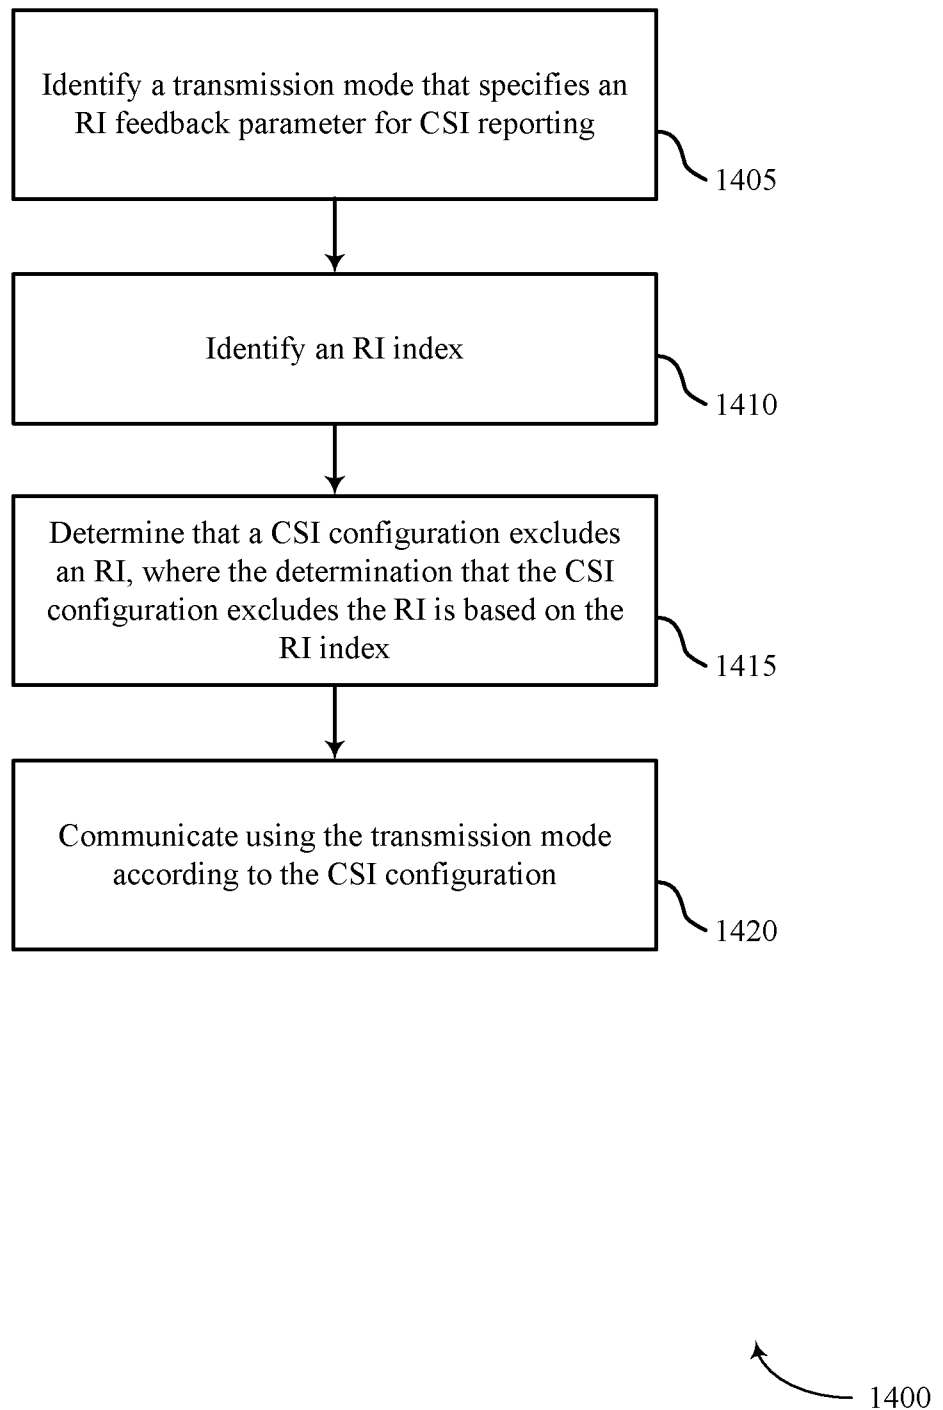 Identify a transmission mode that specifies an
RI feedback parameter for CSI reporting
1405
Identify an RI index
1410
Determine that a CSI configuration excludes
an RI, where the determination that the CSI
configuration excludes the RI is based on the
RI index
1415
Communicate using the transmission mode
according to the CSI configuration
1420
1400